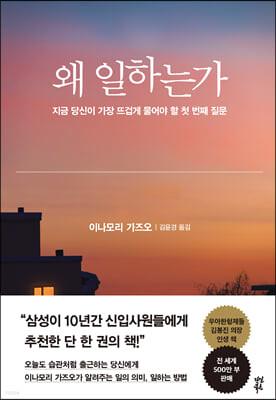 왜 일하는가
지금 당신이 가장 뜨겁게 물어야 할 첫 번째 질문
이나모리 가즈오 | 김윤경 옮김
"삼성이 10년간 신입사원들에게
추천한 단 한 권의 책!"
오늘도 습관처럼 출근하는 당신에게
이나모리 가즈오가 알려주는 일의 의미, 일하는 방법
우아한형제들
김봉진 의장
인생 책
전 세계
500만 부
판매
다산북스